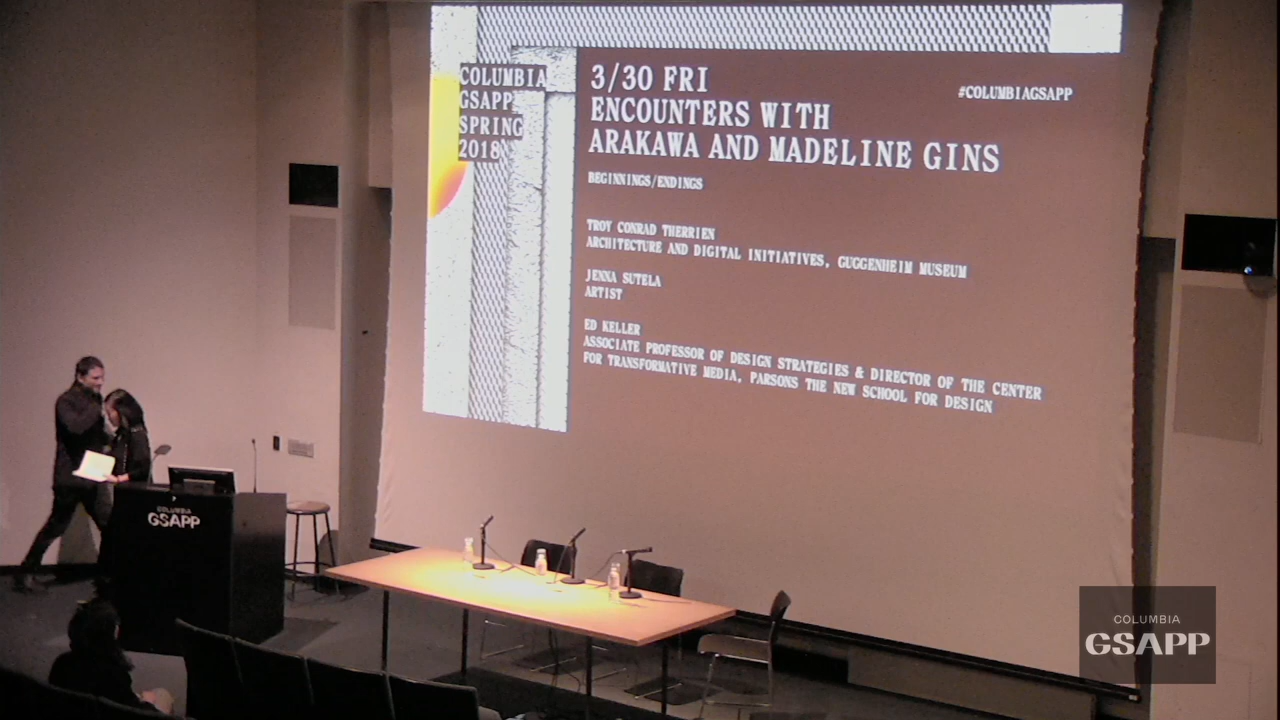 COLUMBIA
GSAPP
SPRING
2018
3/30 FRI
ENCOUNTERS WITH
ARAKAWA AND MADELINE GINS
#COLUMBIAGSAPP
BEGINNINGS/ENDINGS
TROY CONRAD THERRIEN
ARCHITECTURE AND DIGITAL INITIATIVES, GUGGENHEIM MUSEUM
JENNA SUTELA
ARTIST
ED KELLER
ASSOCIATE PROFESSOR OF DESIGN STRATEGIES & DIRECTOR OF THE CENTER
FOR TRANSFORMATIVE MEDIA, PARSONS THE NEW SCHOOL FOR DESIGN
COLUMBIA
GSAPP
COLUMBIA
GSAPP